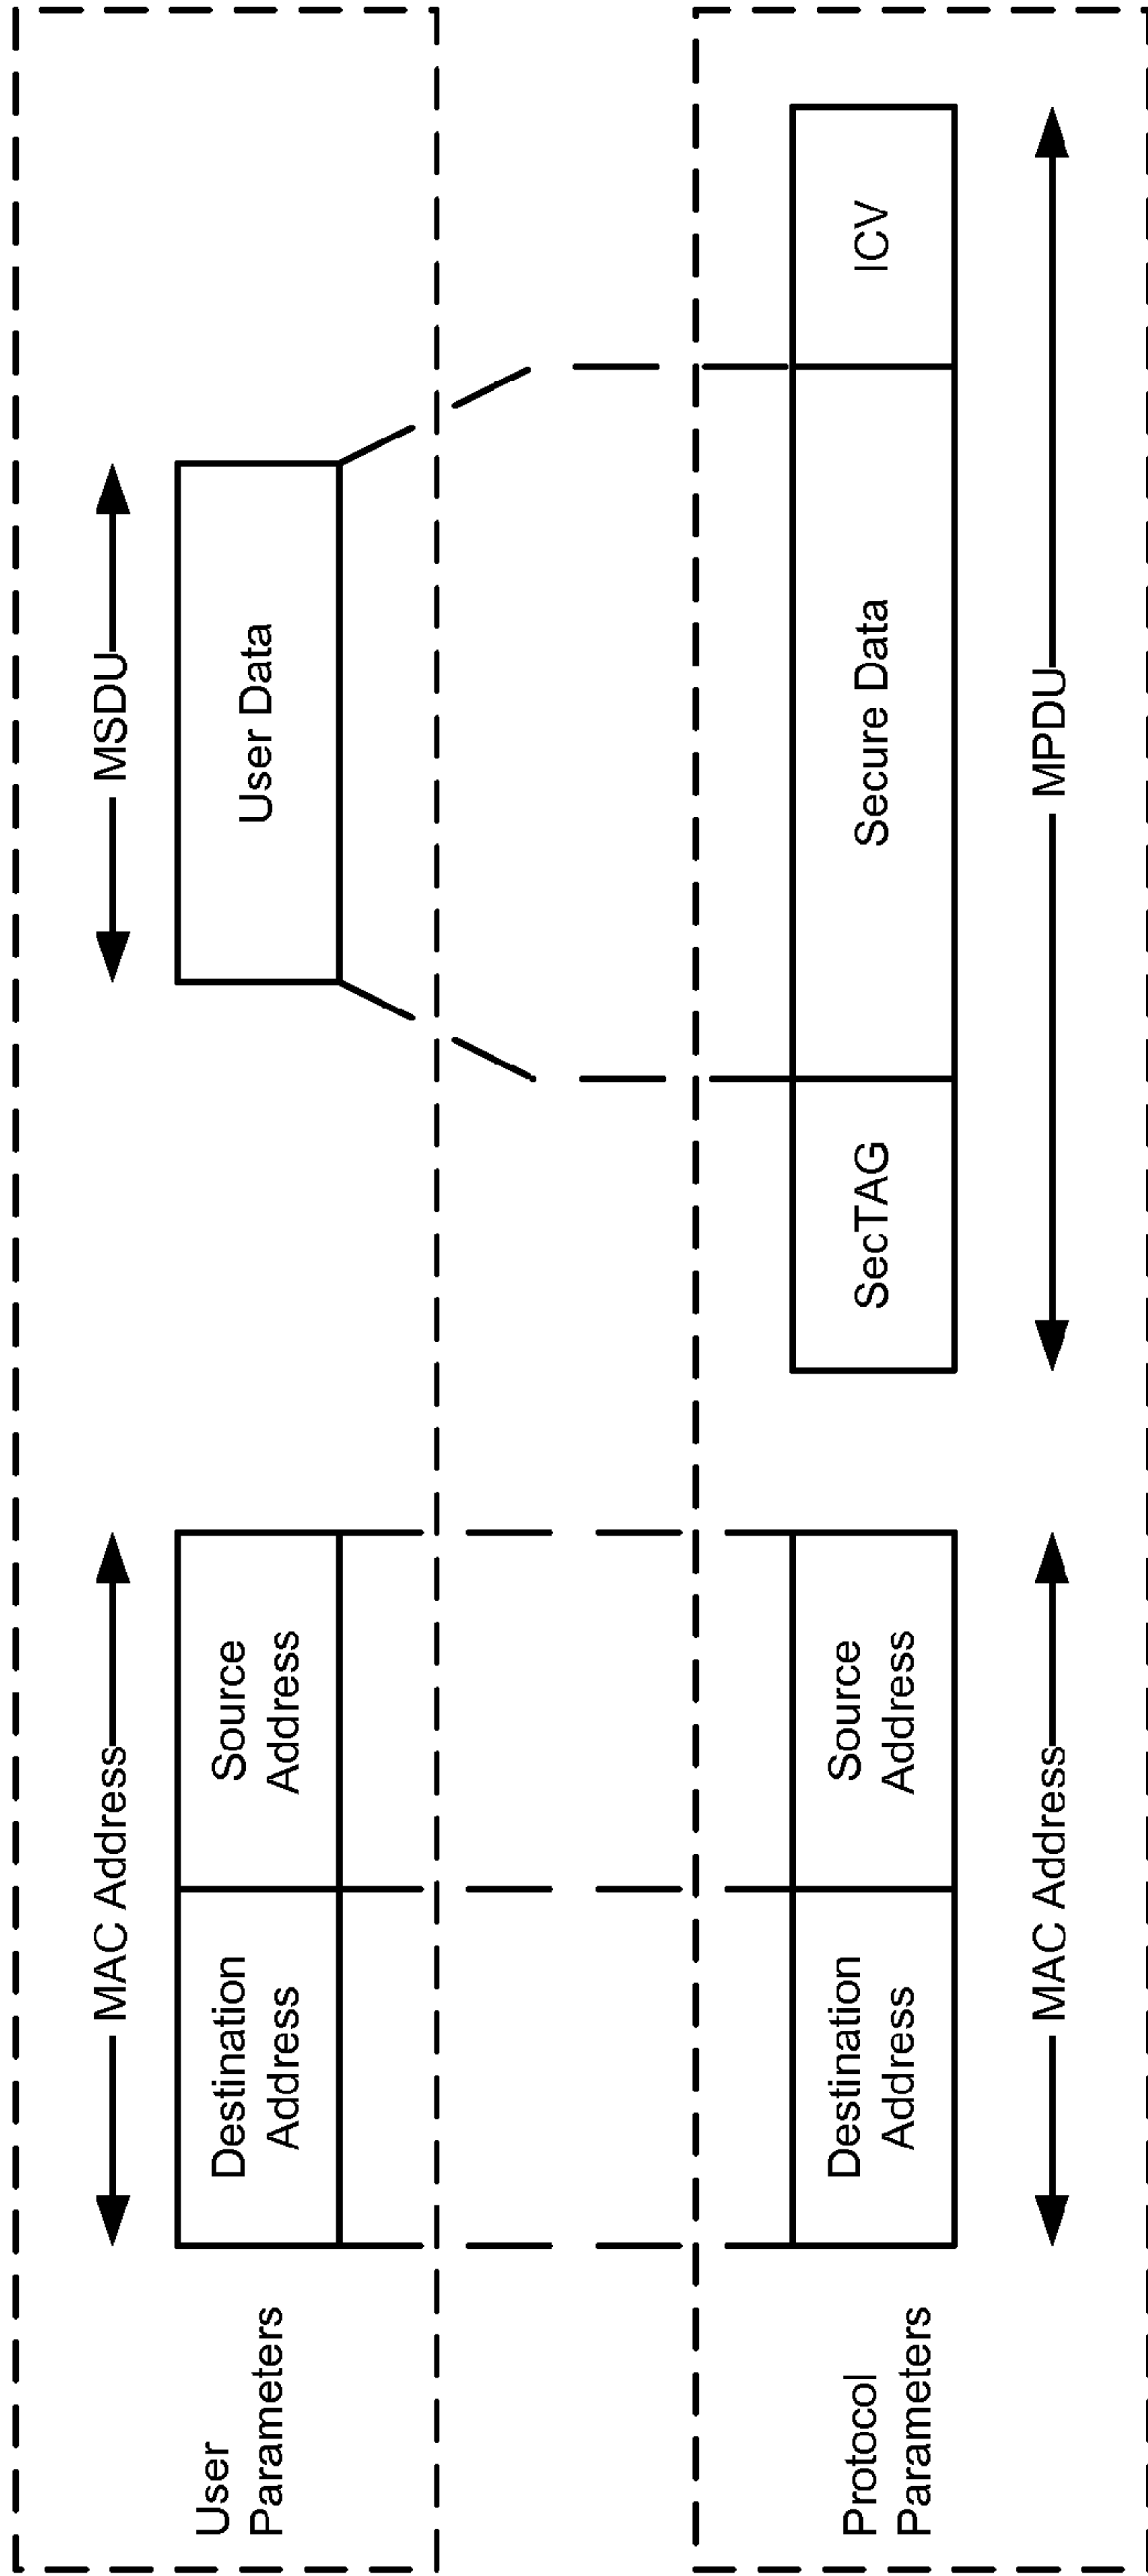 MAC Address
MSDU
User
Parameters
Destination
Address
Source
Address
User Data
Protocol
Parameters
Destination
Address
Source
Address
SecTAG
Secure Data
ICV
MAC Address
MPDU